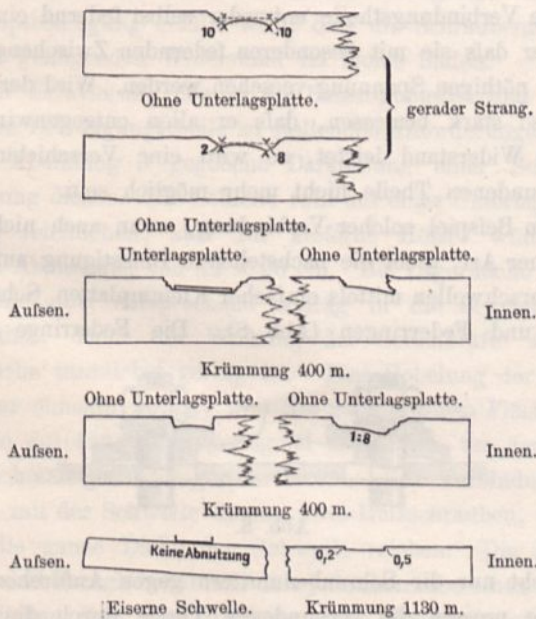 10 10
Ohne Unterlagsplatte.
gerader Strang.
2 8
Ohne Unterlagsplatte.
Unterlagsplatte. Ohne Unterlagsplatte.
Aufsen. Innen.
Krümmung 400 m.
Ohne Unterlagsplatte. Ohne Unterlagsplatte.
1:8
Aufsen. Innen.
Krümmung 400 m.
Keine Abnutzung 0,2 0,5
Aufsen. Innen.
Eiserne Schwelle. Krümmung 1130 m.